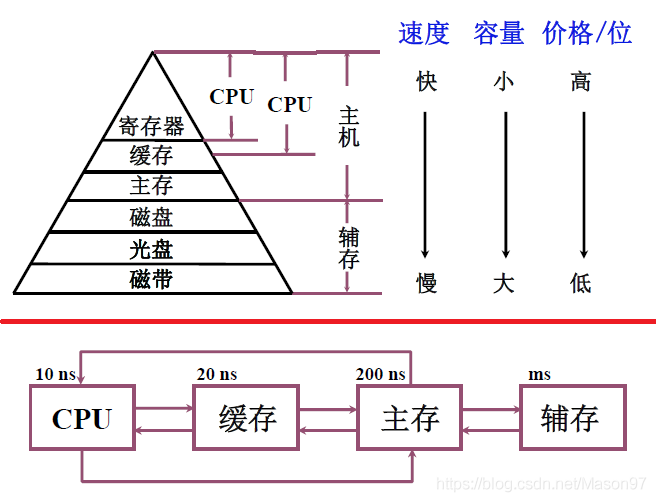 速度 容量 价格/位
快 小 高
CPU
CPU
主机
寄存器
缓存
主存
磁盘
光盘
磁带
辅存
慢 大 低
10 ns 20 ns 200 ns ms
CPU 缓存 主存 辅存
https://blog.csdn.net/Mason97